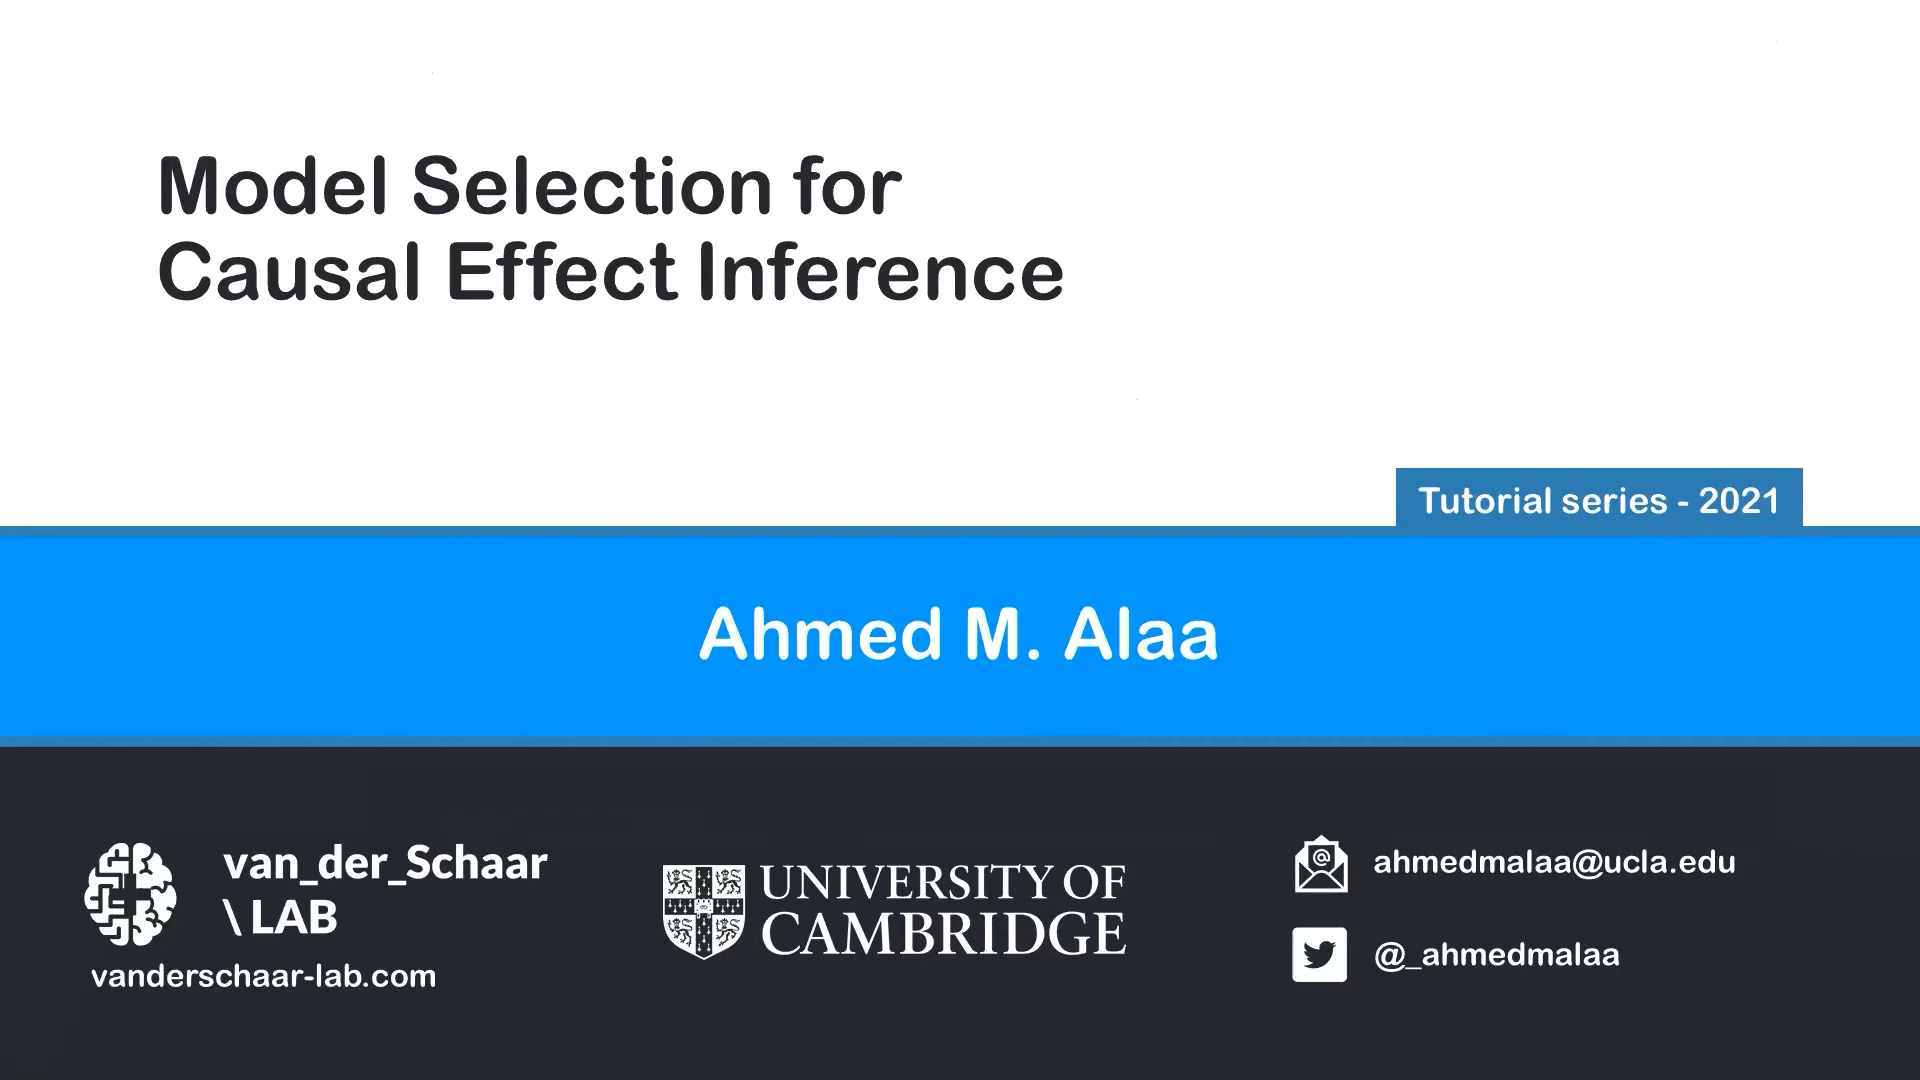 Model Selection for
Causal Effect Inference
Tutorial series - 2021
Ahmed M. Alaa
van_der_Schaar
\LAB
vanderschaar-lab.com
UNIVERSITY OF
CAMBRIDGE
ahmedmalaa@ucla.edu
@_ahmedmalaa